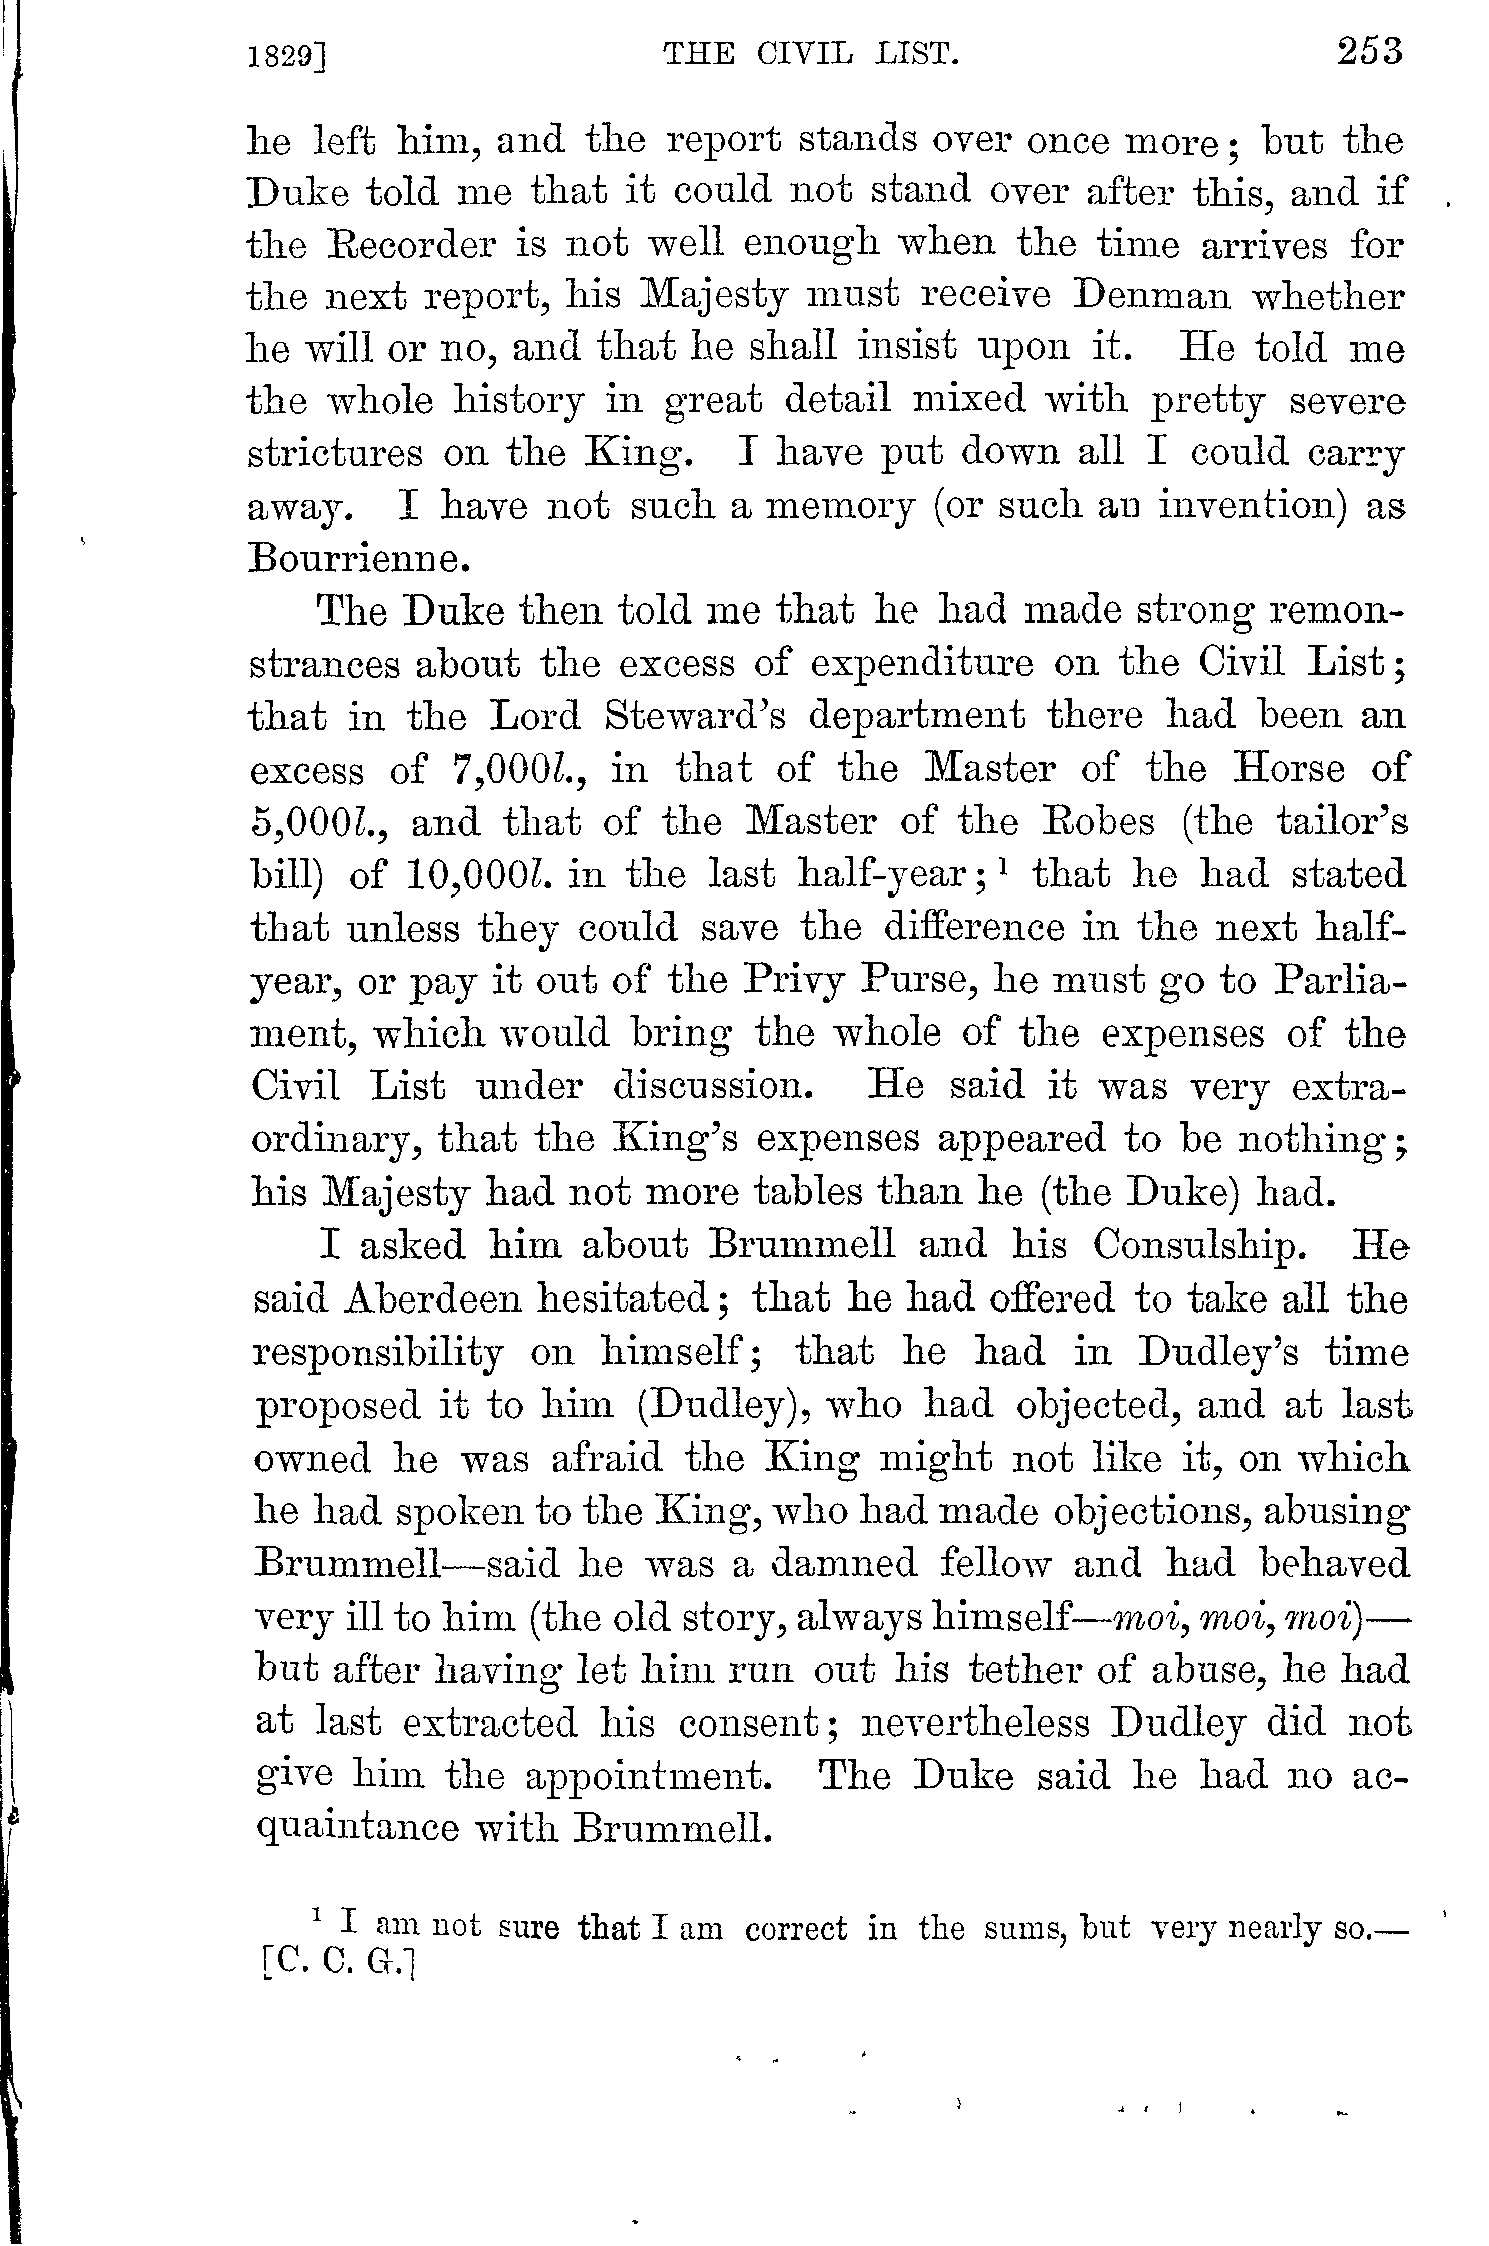 1829] THE CIVIL LIST. 253
he left him, and the report stands over once more; but the
Duke told me that it could not stand over after this, and if
the Recorder is not well enough when the time arrives for
the next report, his Majesty must receive Denman whether
he will or no, and that he shall insist upon it. He told me
the whole history in great detail mixed with pretty severe
strictures on the King. I have put down all I could carry
away. I have not such a memory (or such an invention) as
Bourrienne.
The Duke then told me that he had made strong remon-
strances about the excess of expenditure on the Civil List;
that in the Lord Steward's department there had been an
excess of 7,000l., in that of the Master of the Horse of
5,000l., and that of the Master of the Robes (the tailor's
bill) of 10,000l. in the last half-year;¹ that he had stated
that unless they could save the difference in the next half-
year, or pay it out of the Privy Purse, he must go to Parlia-
ment, which would bring the whole of the expenses of the
Civil List under discussion. He said it was very extra-
ordinary, that the King's expenses appeared to be nothing;
his Majesty had not more tables than he (the Duke) had.
I asked him about Brummell and his Consulship. He
said Aberdeen hesitated; that he had offered to take all the
responsibility on himself; that he had in Dudley's time
proposed it to him (Dudley), who had objected, and at last
owned he was afraid the King might not like it, on which
he had spoken to the King, who had made objections, abusing
Brummell—said he was a damned fellow and had behaved
very ill to him (the old story, always himself—moi, moi, moi)—
but after having let him run out his tether of abuse, he had
at last extracted his consent; nevertheless Dudley did not
give him the appointment. The Duke said he had no ac-
quaintance with Brummell.
¹ I am not sure that I am correct in the sums, but very nearly so.—
[C. C. G.]